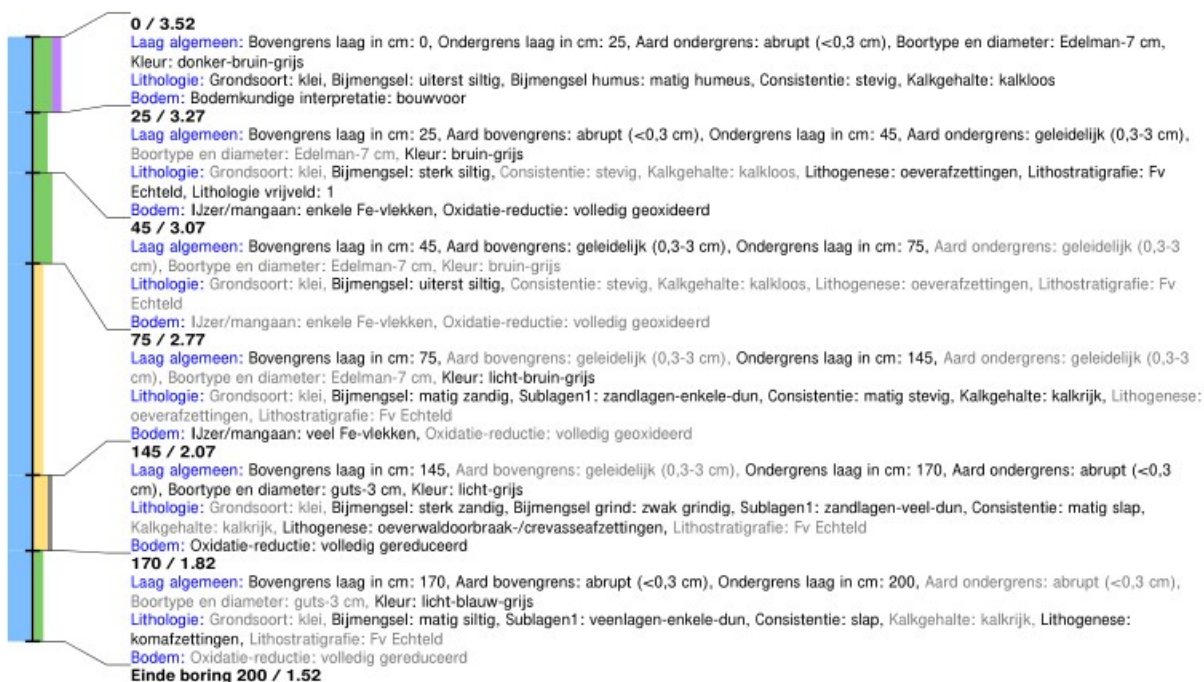 0 / 3.52
Laag algemeen: Bovengrens laag in cm: 0, Ondergrens laag in cm: 25, Aard ondergrens: abrupt (<0,3 cm), Boortype en diameter: Edelman-7 cm,
Kleur: donker-bruin-grijs
Lithologie: Grondsoort: klei, Bijmengsel: uiterst siltig, Bijmengsel humus: matig humeus, Consistentie: stevig, Kalkgehalte: kalkloos
Bodem: Bodemkundige interpretatie: bouwvoor
25 / 3.27
Laag algemeen: Bovengrens laag in cm: 25, Aard bovengrens: abrupt (<0,3 cm), Ondergrens laag in cm: 45, Aard ondergrens: geleidelijk (0,3-3 cm),
Boortype en diameter: Edelman-7 cm, Kleur: bruin-grijs
Lithologie: Grondsoort: klei, Bijmengsel: sterk siltig, Consistentie: stevig, Kalkgehalte: kalkloos, Lithogenese: oeverafzettingen, Lithostratigrafie: Fv
Echteld, Lithologie vrijveld: 1
Bodem: IJzer/mangaan: enkele Fe-vlekken, Oxidatie-reductie: volledig geoxideerd
45 / 3.07
Laag algemeen: Bovengrens laag in cm: 45, Aard bovengrens: geleidelijk (0,3-3 cm), Ondergrens laag in cm: 75, Aard ondergrens: geleidelijk (0,3-3
cm), Boortype en diameter: Edelman-7 cm, Kleur: bruin-grijs
Lithologie: Grondsoort: klei, Bijmengsel: uiterst siltig, Consistentie: stevig, Kalkgehalte: kalkloos, Lithogenese: oeverafzettingen, Lithostratigrafie: Fv
Echteld
Bodem: IJzer/mangaan: enkele Fe-vlekken, Oxidatie-reductie: volledig geoxideerd
75 / 2.77
Laag algemeen: Bovengrens laag in cm: 75, Aard bovengrens: geleidelijk (0,3-3 cm), Ondergrens laag in cm: 145, Aard ondergrens: geleidelijk (0,3-3
cm), Boortype en diameter: Edelman-7 cm, Kleur: licht-bruin-grijs
Lithologie: Grondsoort: klei, Bijmengsel: matig zandig, Sublagen1: zandlagen-enkele-dun, Consistentie: matig stevig, Kalkgehalte: kalkrijk, Lithogenese:
oeverafzettingen, Lithostratigrafie: Fv Echteld
Bodem: IJzer/mangaan: veel Fe-vlekken, Oxidatie-reductie: volledig geoxideerd
145 / 2.07
Laag algemeen: Bovengrens laag in cm: 145, Aard bovengrens: geleidelijk (0,3-3 cm), Ondergrens laag in cm: 170, Aard ondergrens: abrupt (<0,3
cm), Boortype en diameter: guts-3 cm, Kleur: licht-grijs
Lithologie: Grondsoort: klei, Bijmengsel: sterk zandig, Bijmengsel grind: zwak grindig, Sublagen1: zandlagen-veel-dun, Consistentie: matig slap,
Kalkgehalte: kalkrijk, Lithogenese: oeverwaldoorbraak-/crevasseafzettingen, Lithostratigrafie: Fv Echteld
Bodem: Oxidatie-reductie: volledig gereduceerd
170 / 1.82
Laag algemeen: Bovengrens laag in cm: 170, Aard bovengrens: abrupt (<0,3 cm), Ondergrens laag in cm: 200, Aard ondergrens: abrupt (<0,3 cm),
Boortype en diameter: guts-3 cm, Kleur: licht-blauw-grijs
Lithologie: Grondsoort: klei, Bijmengsel: matig siltig, Sublagen1: veenlagen-enkele-dun, Consistentie: slap, Kalkgehalte: kalkrijk, Lithogenese:
komafzettingen, Lithostratigrafie: Fv Echteld
Bodem: Oxidatie-reductie: volledig gereduceerd
Einde boring 200 / 1.52